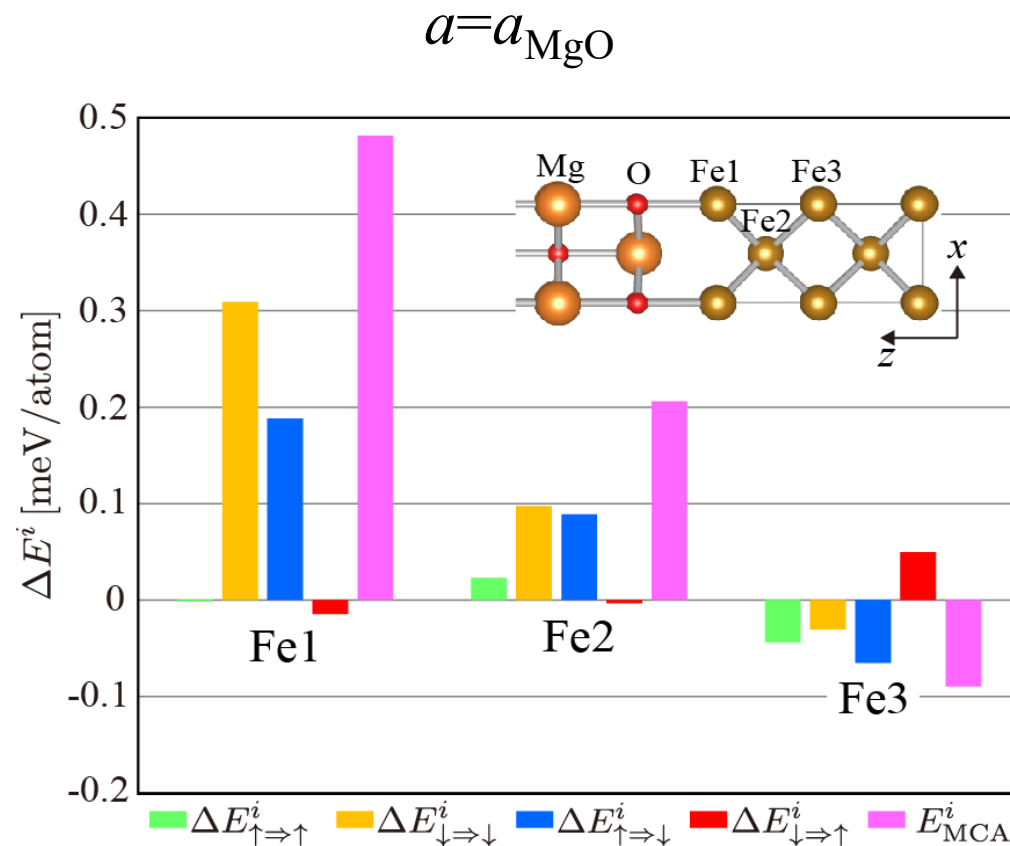 a=a_MgO
0.5
0.4
0.3
0.2
0.1
0
-0.1
-0.2
ΔE^i [meV/atom]
Mg O Fe1 Fe3
Fe2
x
z
Fe1 Fe2 Fe3
ΔE^i_↑⇒↑ ΔE^i_↓⇒↓ ΔE^i_↑⇒↓ ΔE^i_↓⇒↑ E^i_MCA